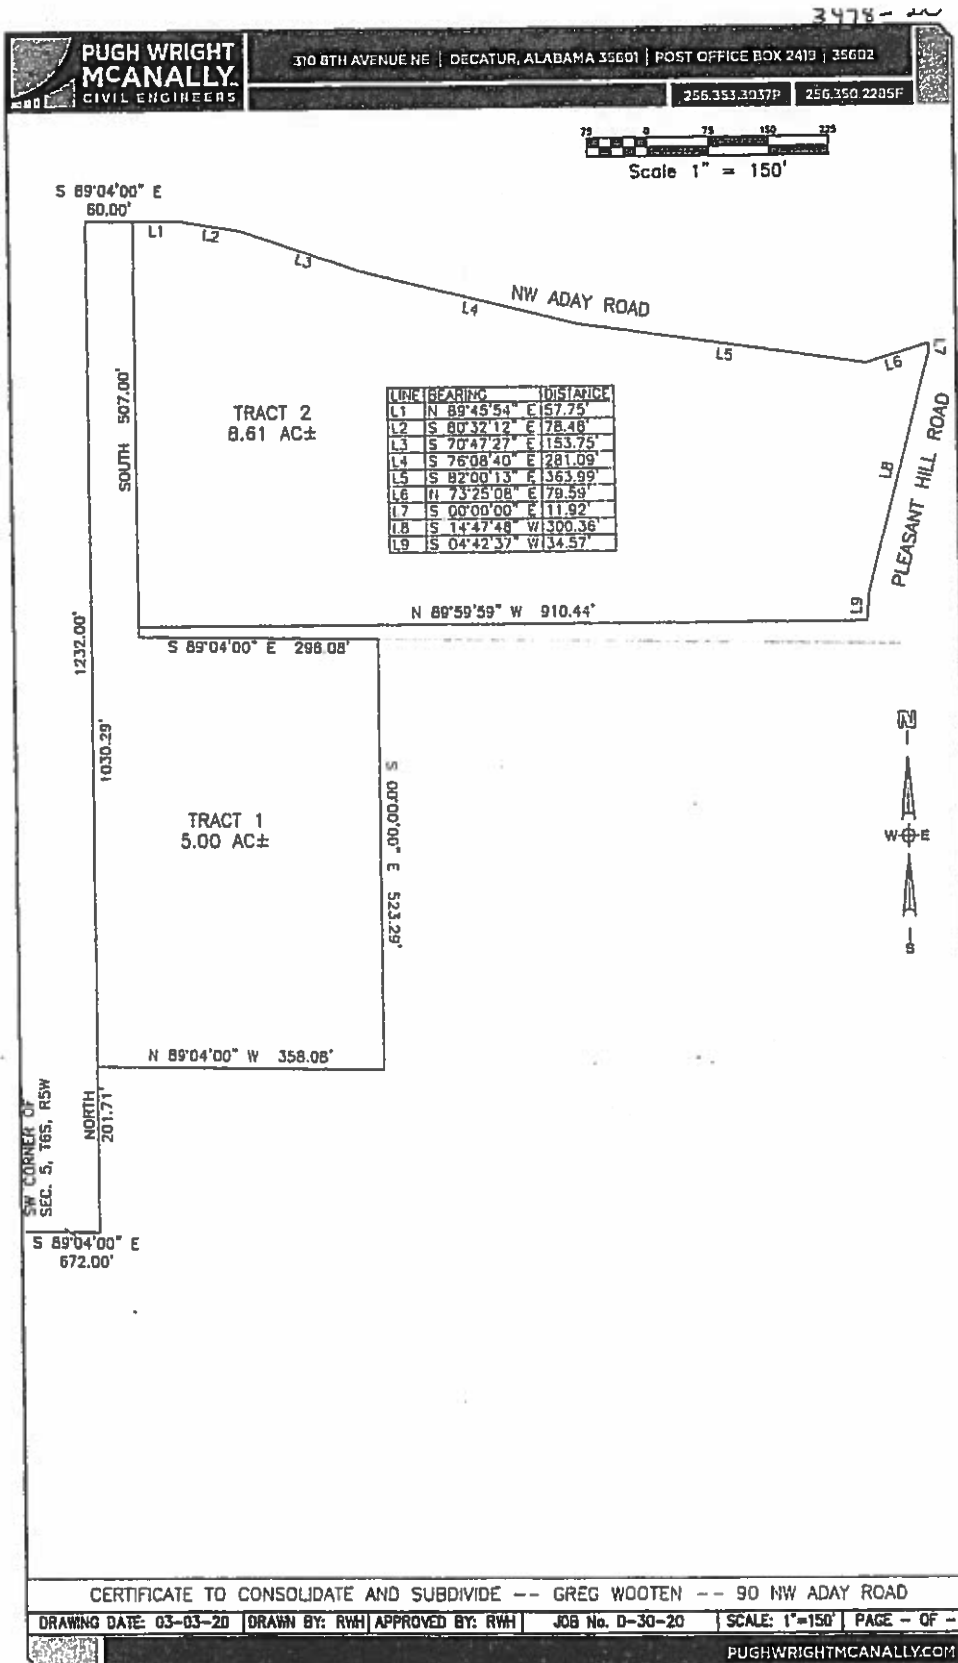 3478-20
PUGH WRIGHT
MCANALLY.
CIVIL ENGINEERS
310 8TH AVENUE NE | DECATUR, ALABAMA 35601 | POST OFFICE BOX 2419 | 35602
256.353.3937P
256.350.2285F
75 0 75 150 225
Scale 1" = 150'
S 89°04'00" E
60.00'
L1
L2
L3
L4
NW ADAY ROAD
L5
L6
L7
SOUTH 507.00'
TRACT 2
8.61 AC±
LINE BEARING DISTANCE
L1 N 89°45'54" E 57.75'
L2 S 80°32'12" E 78.48'
L3 S 70°47'27" E 153.75'
L4 S 76°08'40" E 281.09'
L5 S 82°00'13" E 363.99'
L6 N 73°25'08" E 79.59'
L7 S 00°00'00" E 11.92'
L8 S 14°47'48" W 300.36'
L9 S 04°42'37" W 34.57'
L8
PLEASANT HILL ROAD
L9
N 89°59'59" W 910.44'
S 89°04'00" E 298.08'
1232.00'
1030.29'
TRACT 1
5.00 AC±
S 00°00'00" E 523.29'
N
W E
S
N 89°04'00" W 358.08'
SW CORNER OF
SEC. 5, T6S, R5W
NORTH
201.71'
S 89°04'00" E
672.00'
CERTIFICATE TO CONSOLIDATE AND SUBDIVIDE -- GREG WOOTEN -- 90 NW ADAY ROAD
DRAWING DATE: 03-03-20 DRAWN BY: RWH APPROVED BY: RWH JOB No. D-30-20 SCALE: 1"=150' PAGE - OF -
PUGHWRIGHTMCANALLY.COM